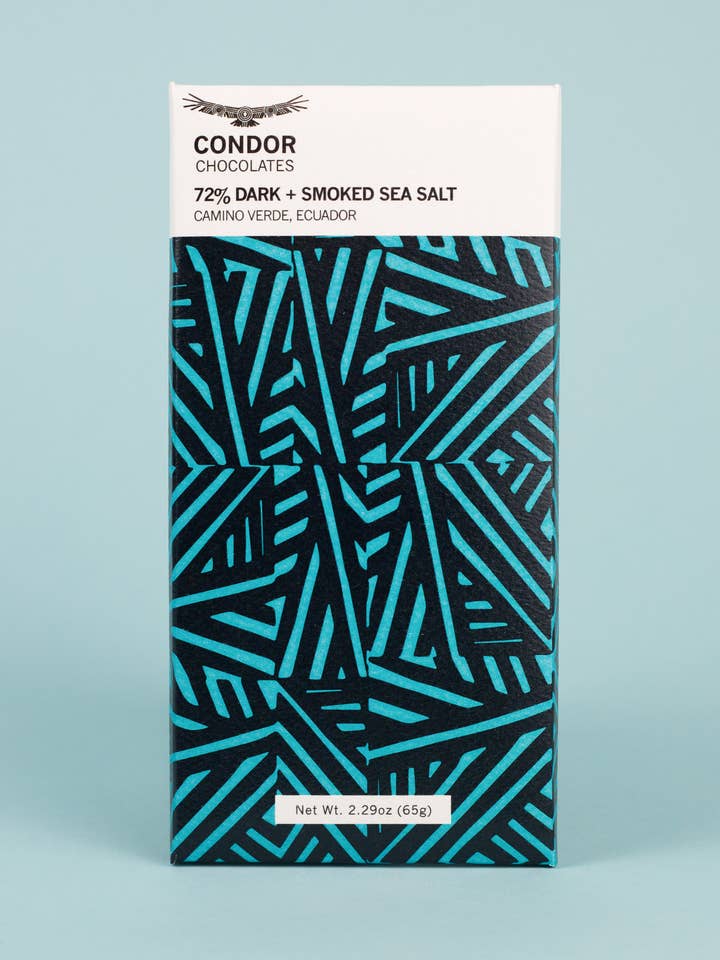 CONDOR
CHOCOLATES
72% DARK + SMOKED SEA SALT
CAMINO VERDE, ECUADOR
Net Wt. 2.29oz (65g)